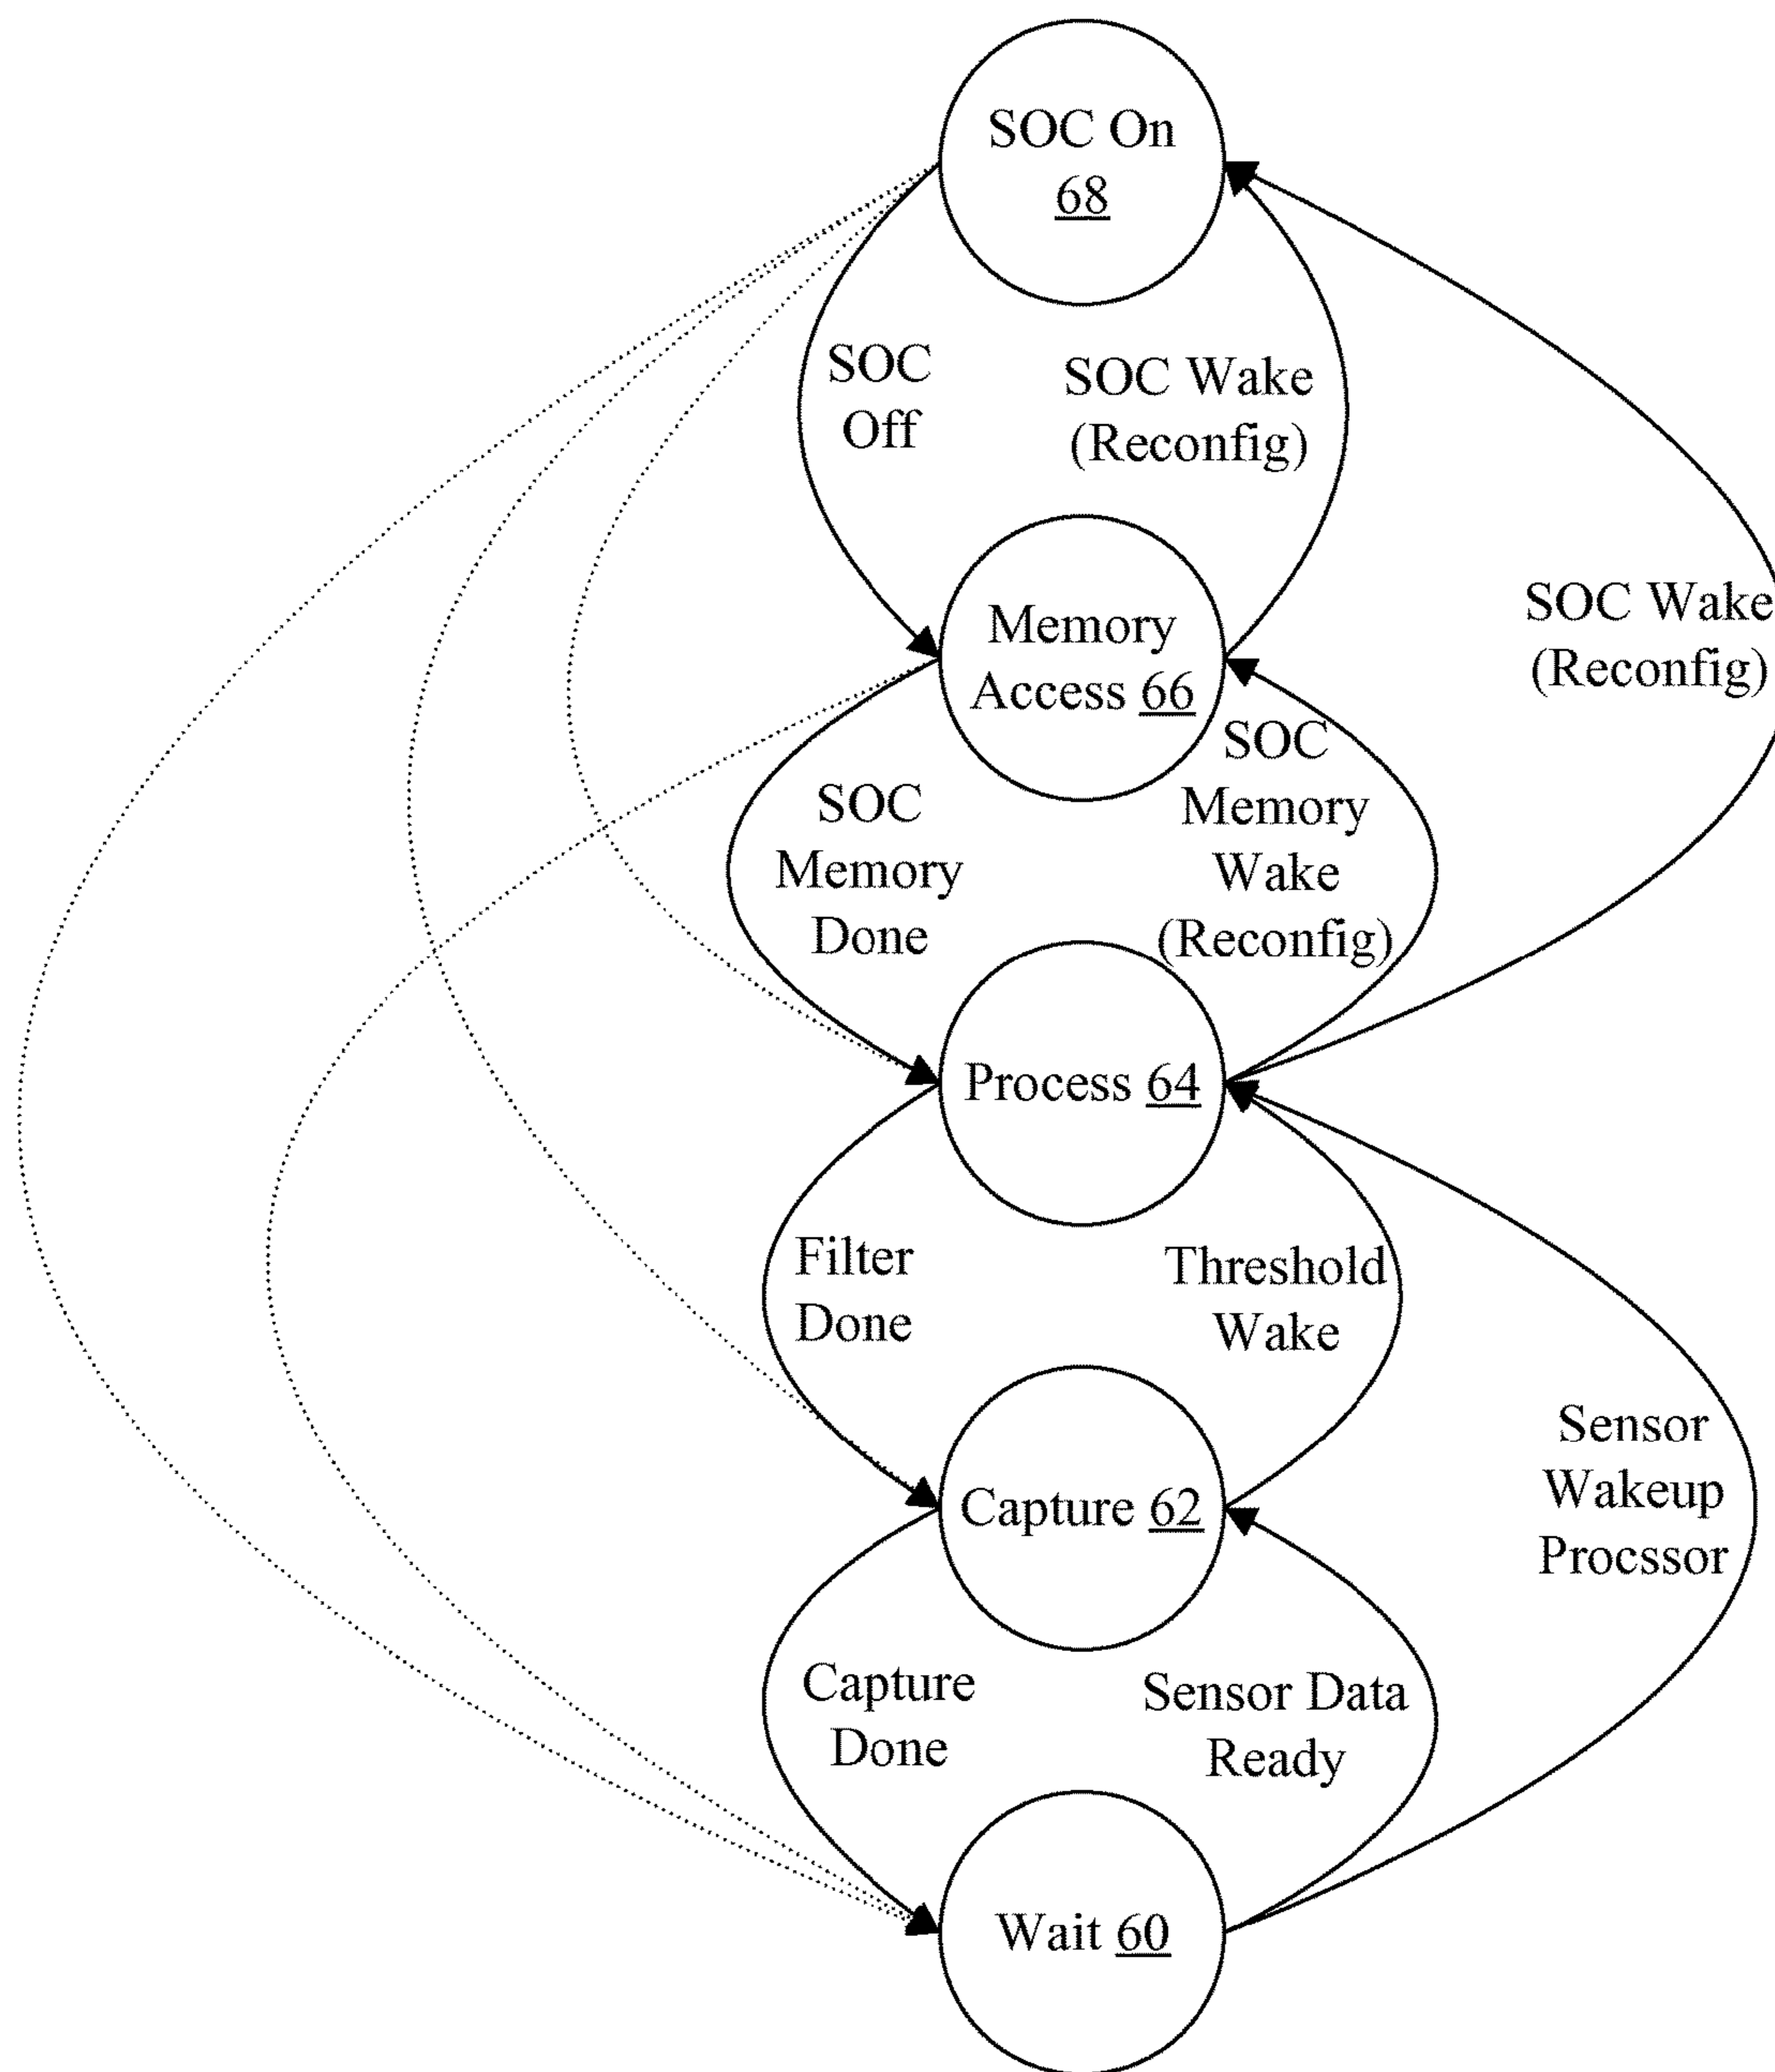 SOC On
68
SOC
Off
SOC Wake
(Reconfig)
SOC Wake
(Reconfig)
Memory
Access 66
SOC
Memory
Done
SOC
Memory
Wake
(Reconfig)
Process 64
Filter
Done
Threshold
Wake
Sensor
Wakeup
Procssor
Capture 62
Capture
Done
Sensor Data
Ready
Wait 60